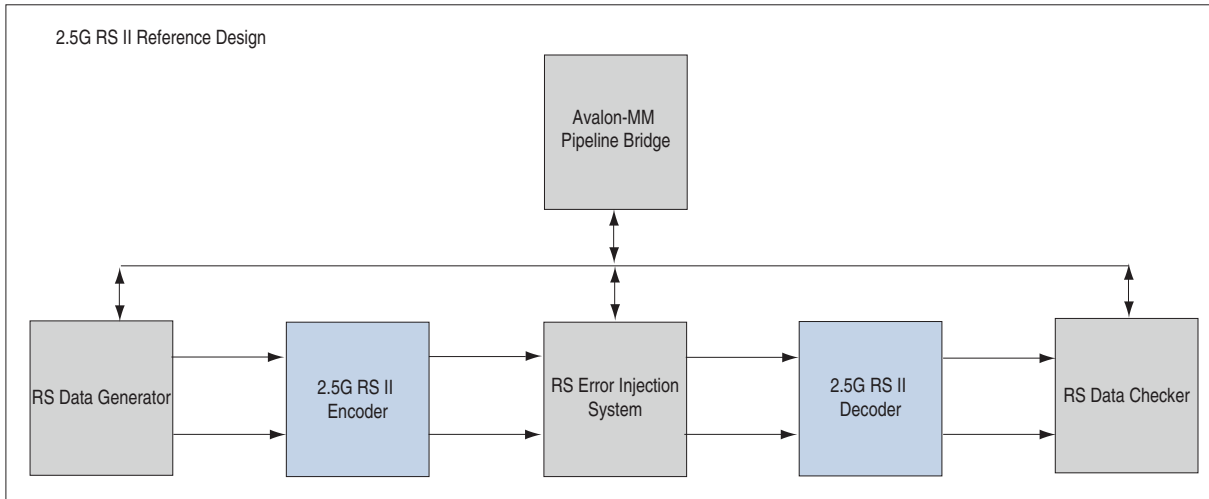 2.5G RS II Reference Design
Avalon-MM
Pipeline Bridge
RS Data Generator
2.5G RS II
Encoder
RS Error Injection
System
2.5G RS II
Decoder
RS Data Checker